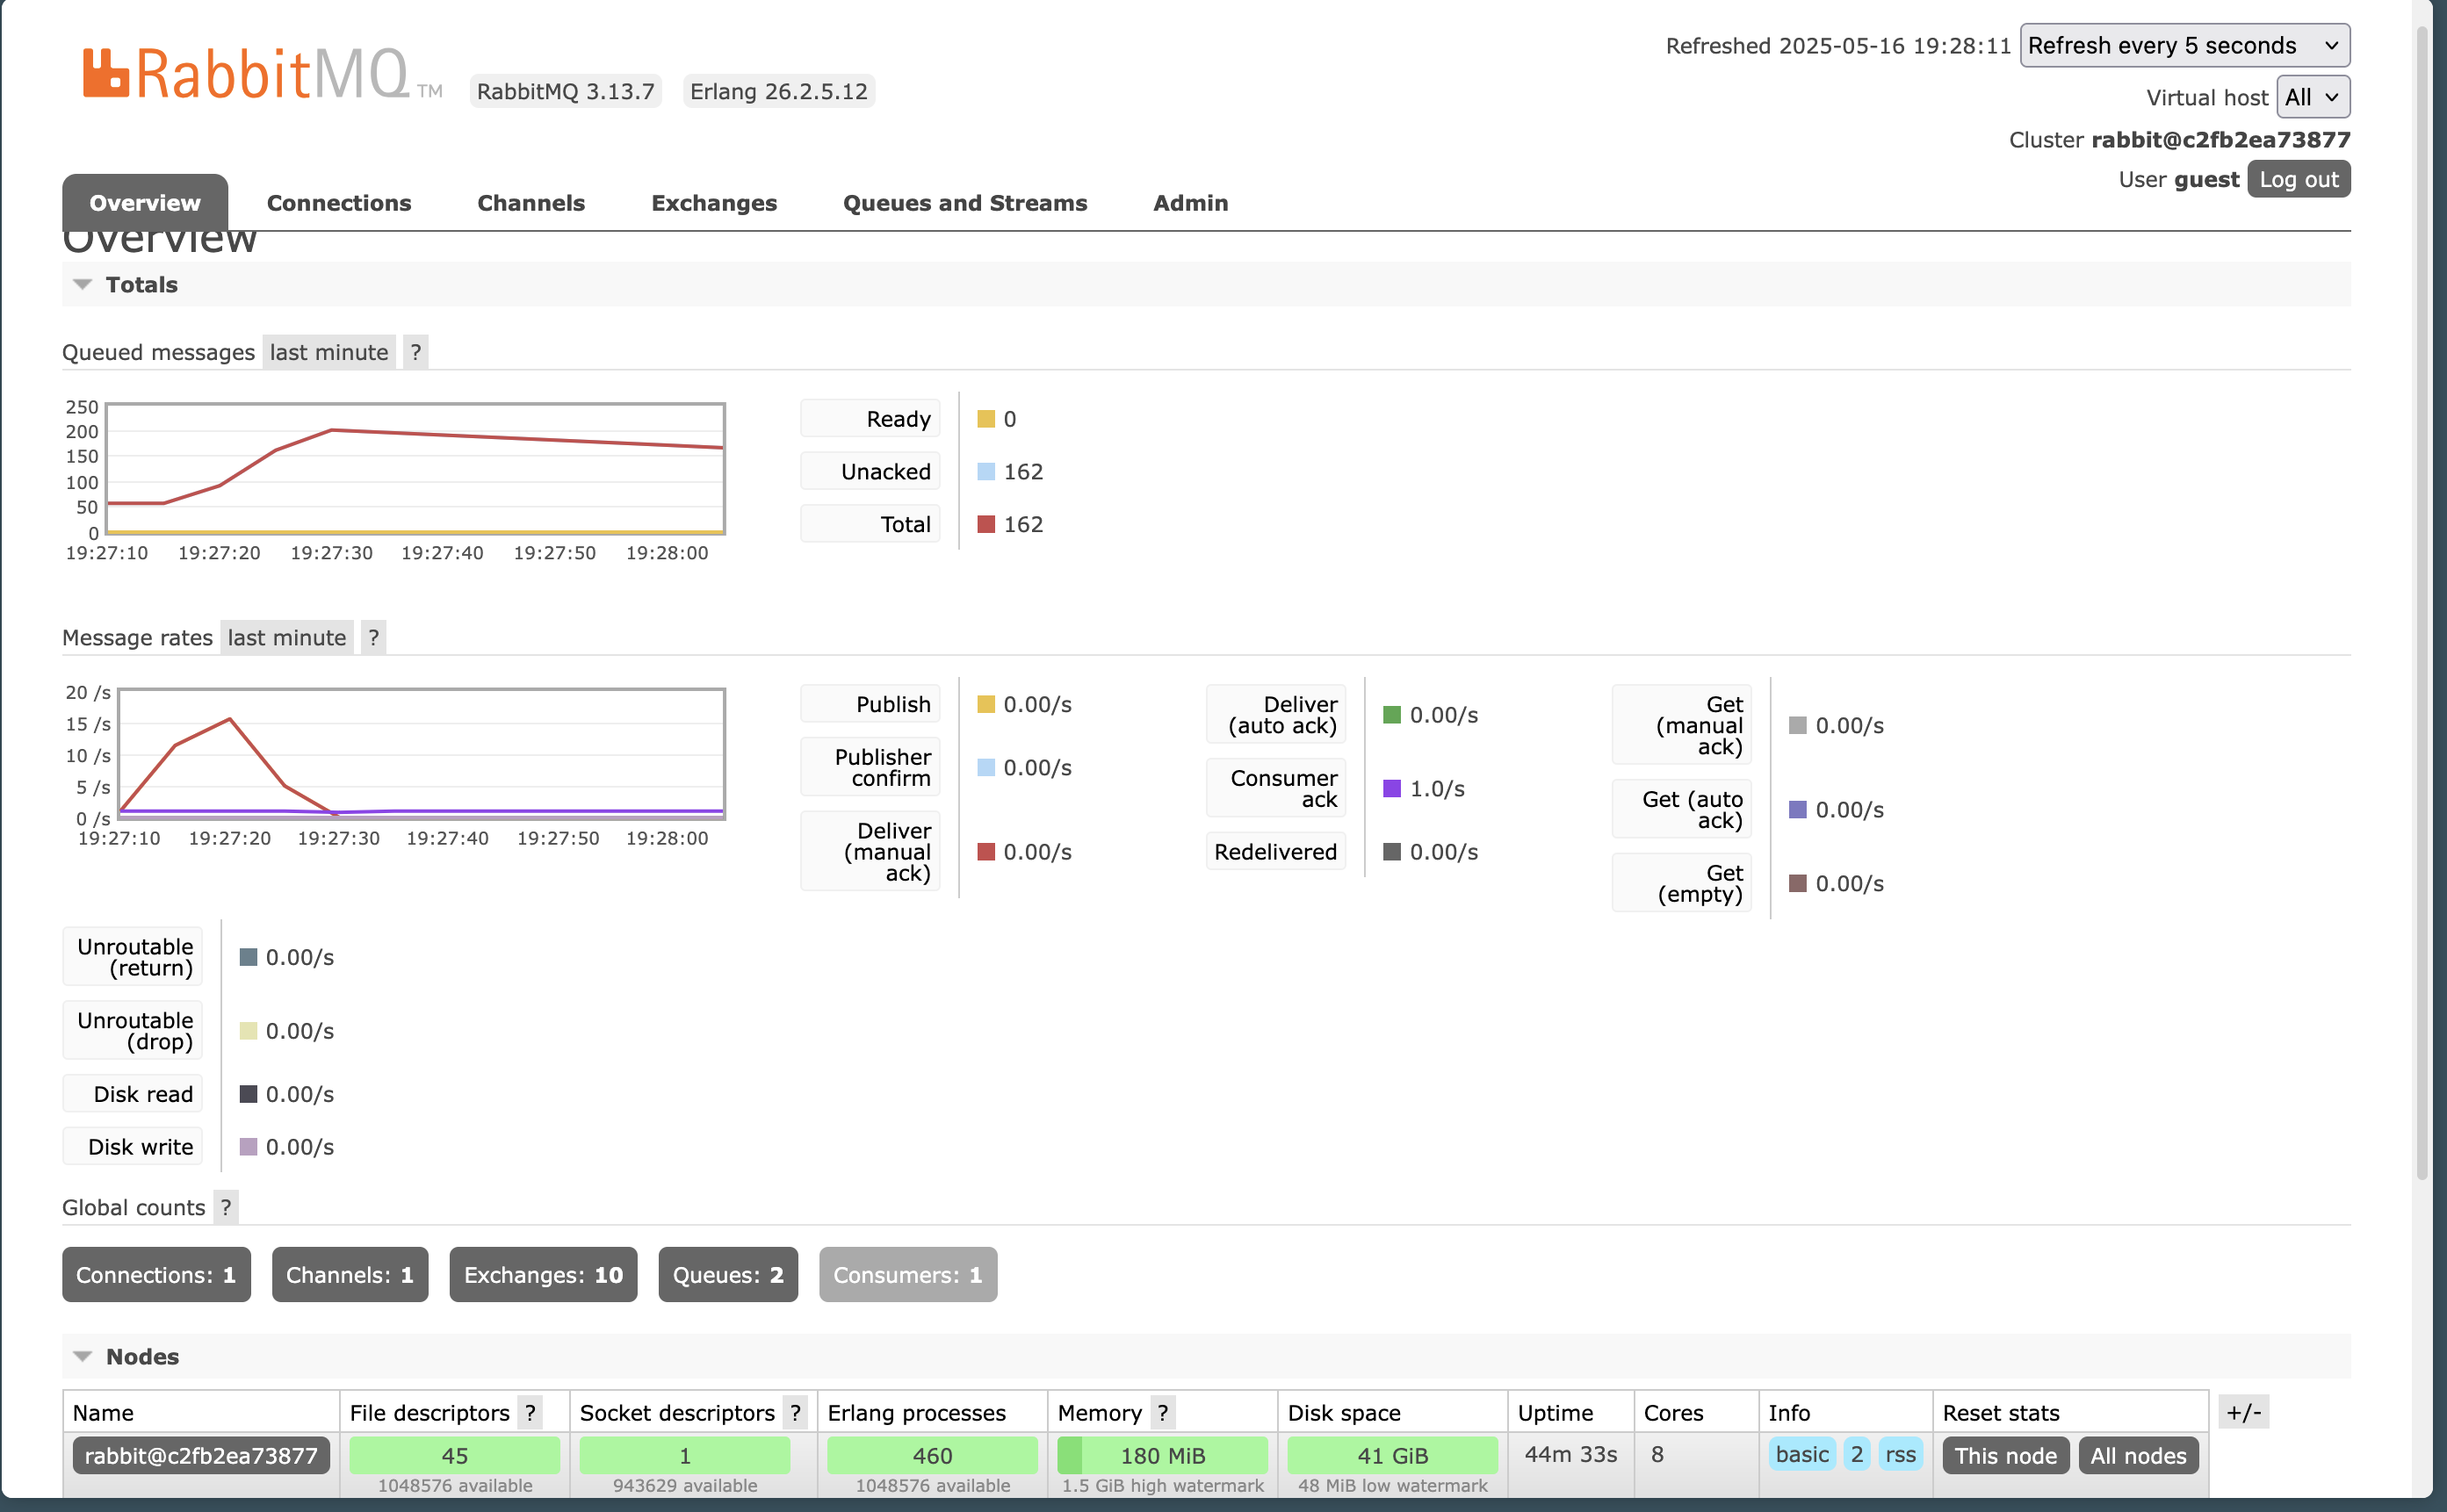 RabbitMQ TM RabbitMQ 3.13.7 Erlang 26.2.5.12
Refreshed 2025-05-16 19:28:11 Refresh every 5 seconds
Virtual host All
Cluster rabbit@c2fb2ea73877
User guest Log out
Overview Connections Channels Exchanges Queues and Streams Admin
Overview
Totals
Queued messages last minute ?
250
200
150
100
50
0
19:27:10 19:27:20 19:27:30 19:27:40 19:27:50 19:28:00
Ready 0
Unacked 162
Total 162
Message rates last minute ?
20 /s
15 /s
10 /s
5 /s
0 /s
19:27:10 19:27:20 19:27:30 19:27:40 19:27:50 19:28:00
Publish 0.00/s
Publisher
confirm 0.00/s
Deliver
(manual
ack) 0.00/s
Deliver
(auto ack) 0.00/s
Consumer
ack 1.0/s
Redelivered 0.00/s
Get
(manual
ack) 0.00/s
Get (auto
ack) 0.00/s
Get
(empty) 0.00/s
Unroutable
(return) 0.00/s
Unroutable
(drop) 0.00/s
Disk read 0.00/s
Disk write 0.00/s
Global counts ?
Connections: 1 Channels: 1 Exchanges: 10 Queues: 2 Consumers: 1
Nodes
Name File descriptors ? Socket descriptors ? Erlang processes Memory ? Disk space Uptime Cores Info Reset stats +/-
rabbit@c2fb2ea73877 45 1 460 180 MiB 41 GiB 44m 33s 8 basic 2 rss This node All nodes
1048576 available 943629 available 1048576 available 1.5 GiB high watermark 48 MiB low watermark